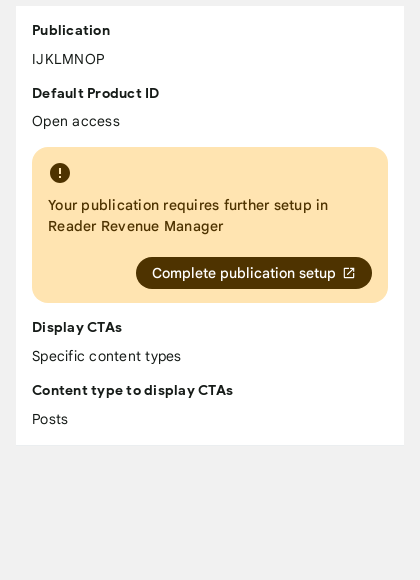 Publication
IJKLMNOP
Default Product ID
Open access
Your publication requires further setup in
Reader Revenue Manager
Complete publication setup
Display CTAs
Specific content types
Content type to display CTAs
Posts